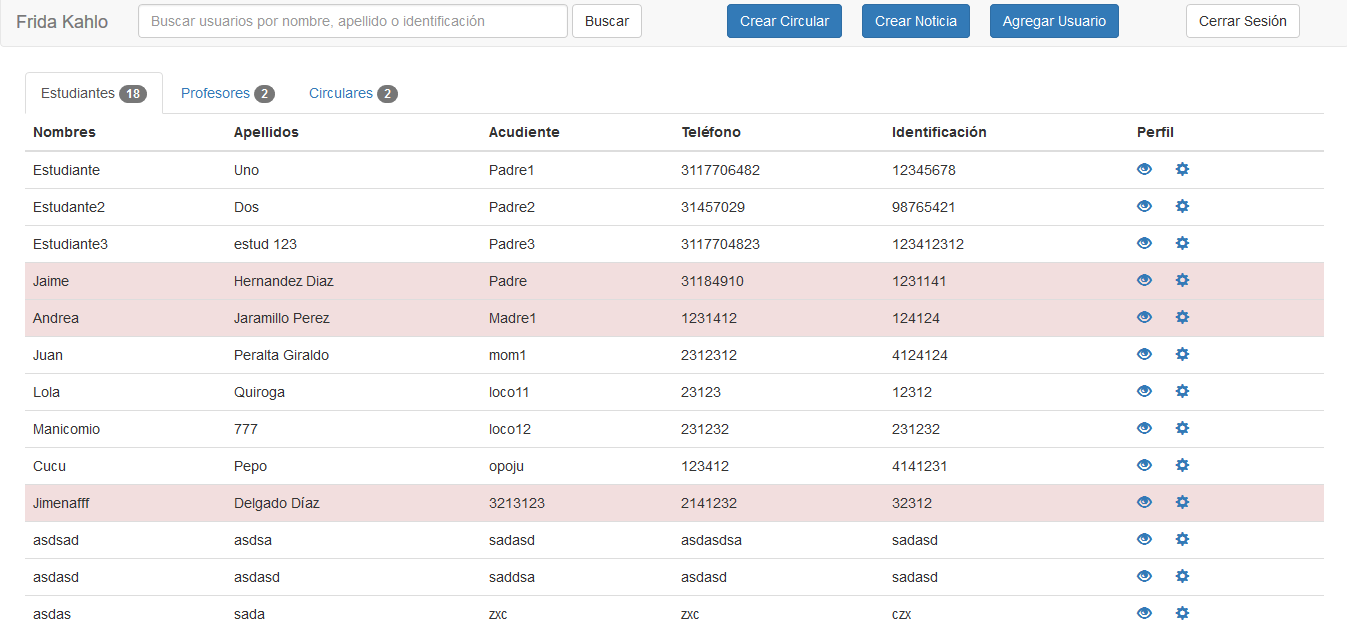 Frida Kahlo Buscar usuarios por nombre, apellido o identificación Buscar Crear Circular Crear Noticia Agregar Usuario Cerrar Sesión
Estudiantes 18 Profesores 2 Circulares 2
Nombres Apellidos Acudiente Teléfono Identificación Perfil
Estudiante Uno Padre1 3117706482 12345678
Estudante2 Dos Padre2 31457029 98765421
Estudiante3 estud 123 Padre3 3117704823 123412312
Jaime Hernandez Diaz Padre 31184910 1231141
Andrea Jaramillo Perez Madre1 1231412 124124
Juan Peralta Giraldo mom1 2312312 4124124
Lola Quiroga loco11 23123 12312
Manicomio 777 loco12 231232 231232
Cucu Pepo opoju 123412 4141231
Jimenafff Delgado Díaz 3213123 2141232 32312
asdsad asdsa sadasd asdasdsa sadasd
asdasd asdasd saddsa asdasd sadasd
asdas sada zxc zxc czx